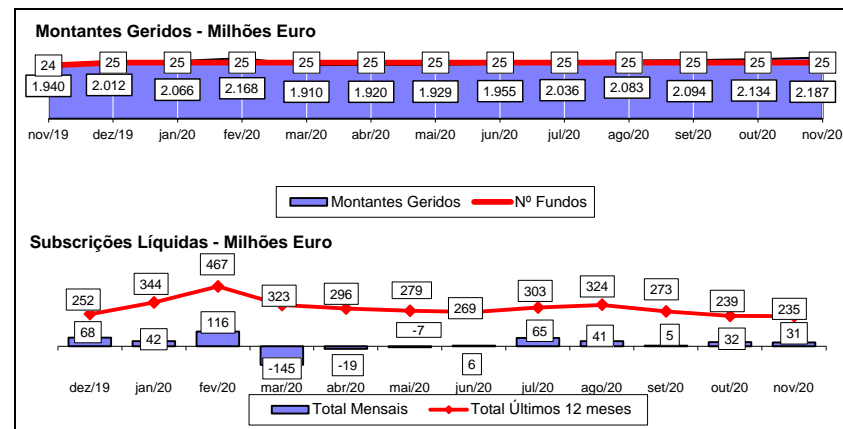 Montantes Geridos - Milhões Euro
24 25 25 25 25 25 25 25 25 25 25 25 25
1.940 2.012 2.066 2.168 1.910 1.920 1.929 1.955 2.036 2.083 2.094 2.134 2.187
nov/19 dez/19 jan/20 fev/20 mar/20 abr/20 mai/20 jun/20 jul/20 ago/20 set/20 out/20 nov/20
Montantes Geridos Nº Fundos
Subscrições Líquidas - Milhões Euro
252 344 467 323 296 279 269 303 324 273 239 235
68 42 116 -145 -19 -7 6 65 41 5 32 31
dez/19 jan/20 fev/20 mar/20 abr/20 mai/20 jun/20 jul/20 ago/20 set/20 out/20 nov/20
Total Mensais Total Últimos 12 meses